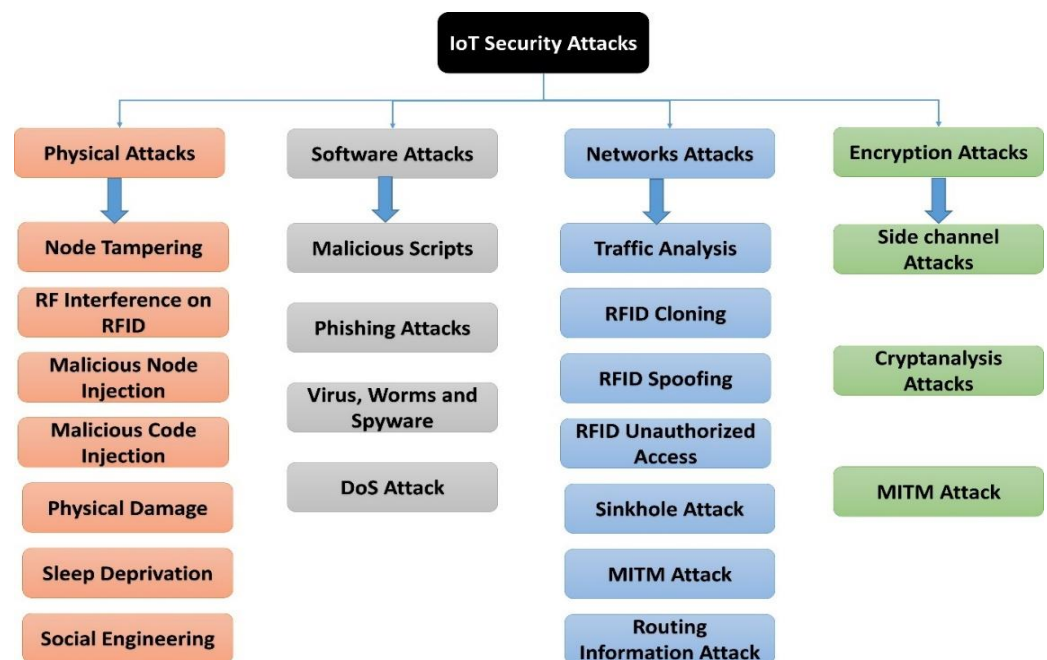 IoT Security Attacks
Physical Attacks
Node Tampering
RF Interference on
RFID
Malicious Node
Injection
Malicious Code
Injection
Physical Damage
Sleep Deprivation
Social Engineering
Software Attacks
Malicious Scripts
Phishing Attacks
Virus, Worms and
Spyware
DoS Attack
Networks Attacks
Traffic Analysis
RFID Cloning
RFID Spoofing
RFID Unauthorized
Access
Sinkhole Attack
MITM Attack
Routing
Information Attack
Encryption Attacks
Side channel
Attacks
Cryptanalysis
Attacks
MITM Attack